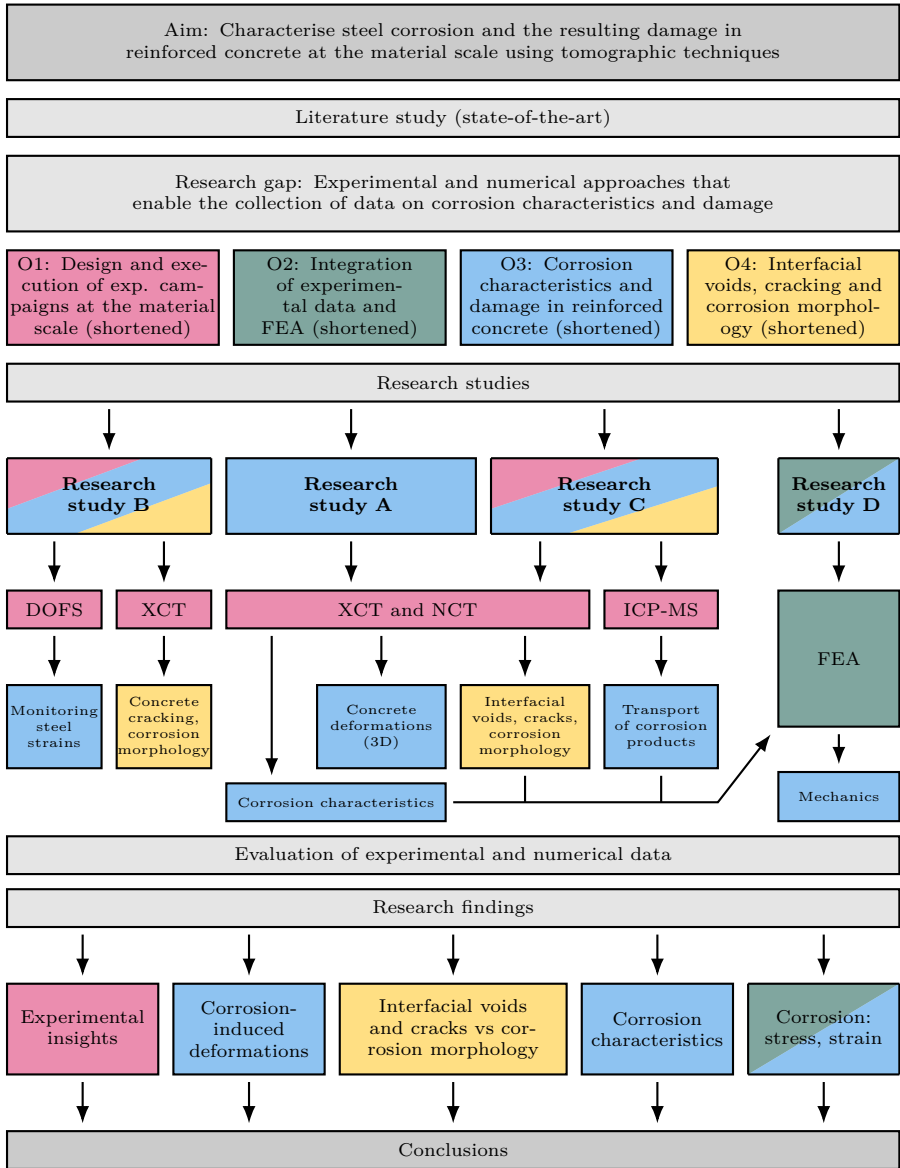 Aim: Characterise steel corrosion and the resulting damage in
reinforced concrete at the material scale using tomographic techniques
Literature study (state-of-the-art)
Research gap: Experimental and numerical approaches that
enable the collection of data on corrosion characteristics and damage
O1: Design and exe-
cution of exp. cam-
paigns at the material
scale (shortened)
O2: Integration
of experimen-
tal data and
FEA (shortened)
O3: Corrosion
characteristics and
damage in reinforced
concrete (shortened)
O4: Interfacial
voids, cracking and
corrosion morphol-
ogy (shortened)
Research studies
Research
study B
Research
study A
Research
study C
Research
study D
DOFS
XCT
XCT and NCT
ICP-MS
FEA
Monitoring
steel
strains
Concrete
cracking,
corrosion
morphology
Concrete
deformations
(3D)
Interfacial
voids, cracks,
corrosion
morphology
Transport
of corrosion
products
Corrosion characteristics
Mechanics
Evaluation of experimental and numerical data
Research findings
Experimental
insights
Corrosion-
induced
deformations
Interfacial voids
and cracks vs cor-
rosion morphology
Corrosion
characteristics
Corrosion:
stress, strain
Conclusions